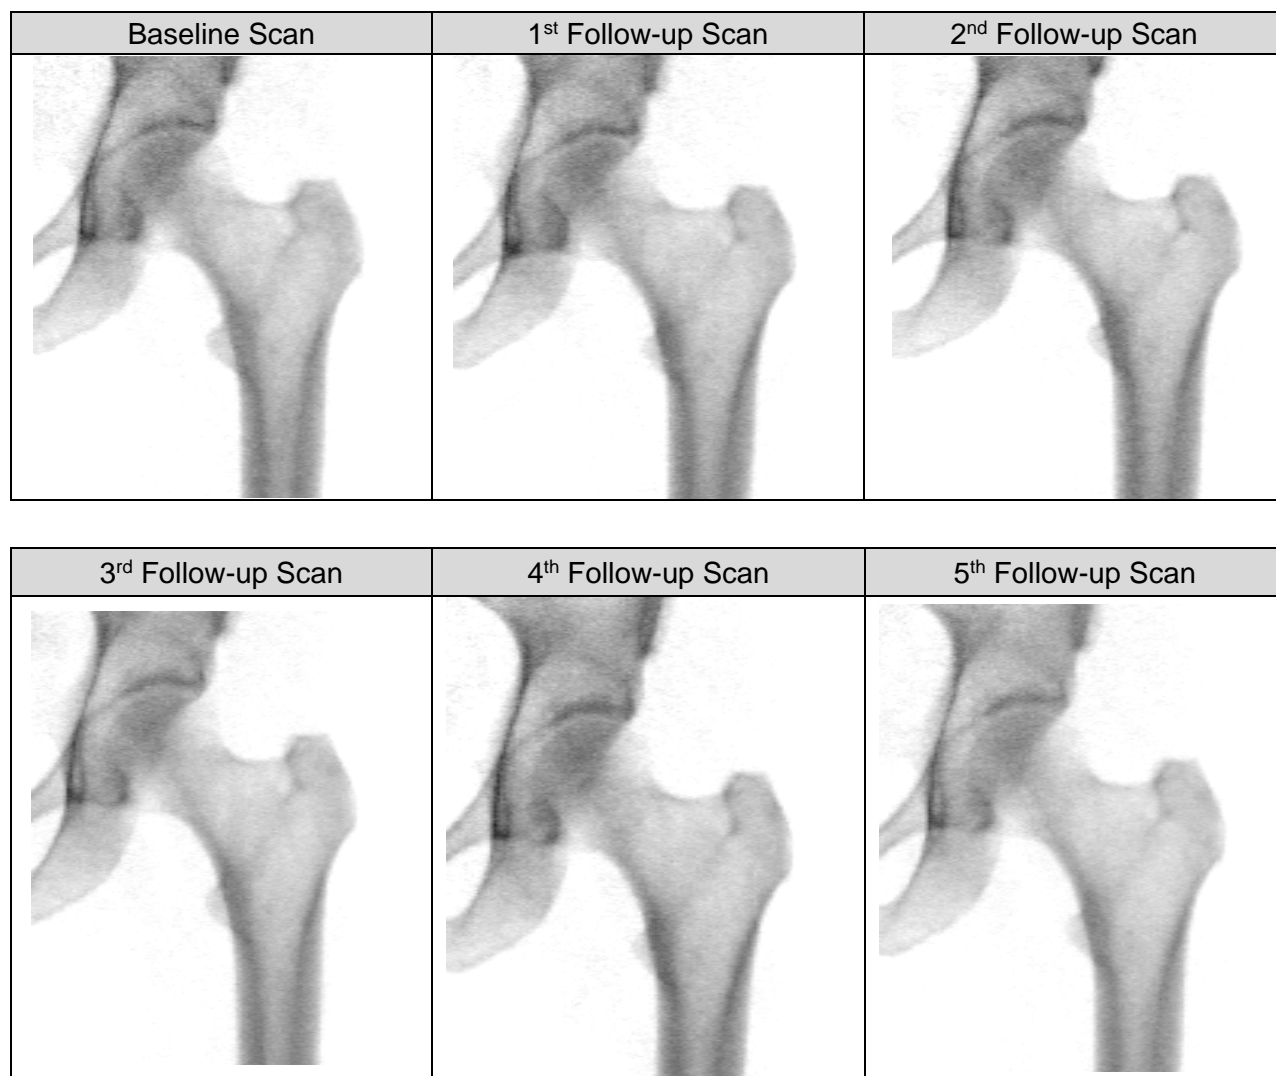 Baseline Scan
1st Follow-up Scan
2nd Follow-up Scan
3rd Follow-up Scan
4th Follow-up Scan
5th Follow-up Scan